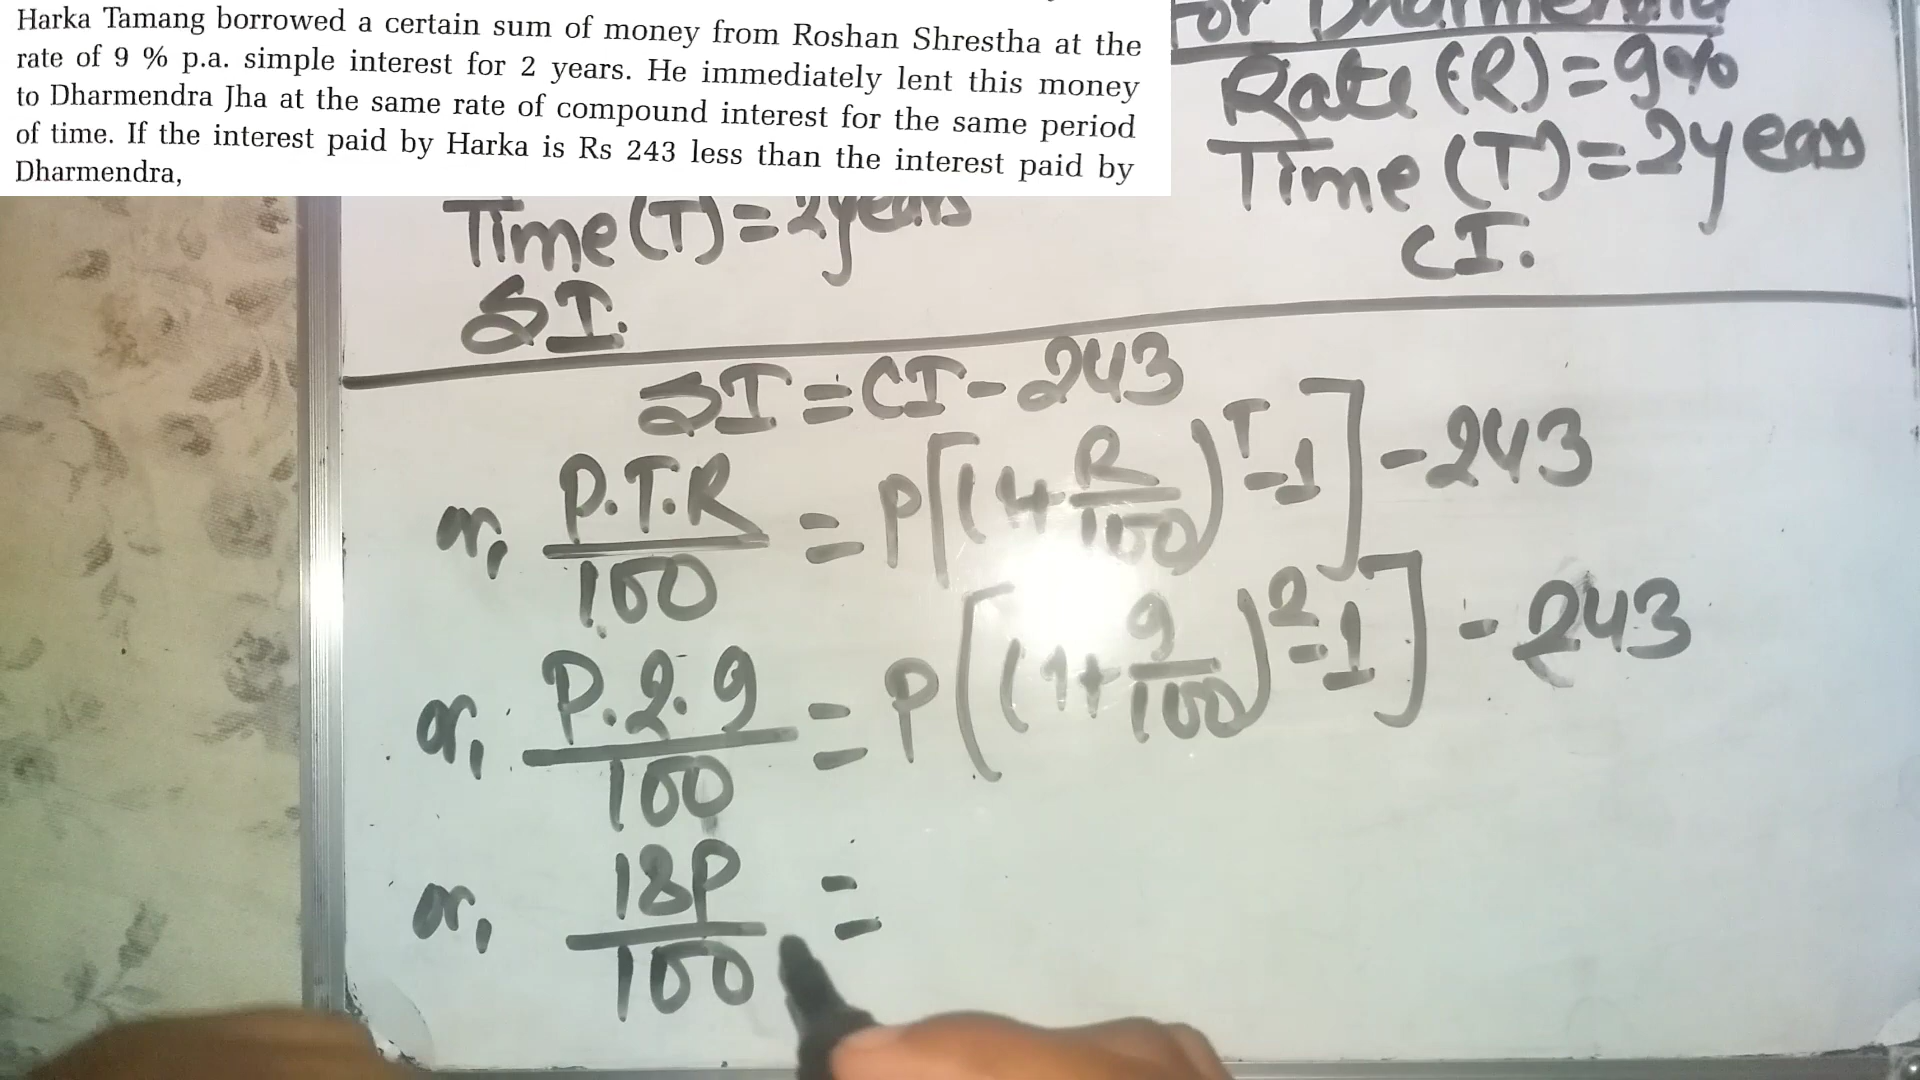 Harka Tamang borrowed a certain sum of money from Roshan Shrestha at the
rate of 9 % p.a. simple interest for 2 years. He immediately lent this money
to Dharmendra Jha at the same rate of compound interest for the same period
of time. If the interest paid by Harka is Rs 243 less than the interest paid by
Dharmendra,
For Dharmendra
Rate (R) = 9%
Time (T) = 2 years
CI.
Time (T) = 2 years
SI.
SI = CI - 243
or, P.T.R/100 = P[(1+R/100)^T - 1] - 243
or, P.2.9/100 = P[(1+9/100)^2 - 1] - 243
or, 18P/100 =